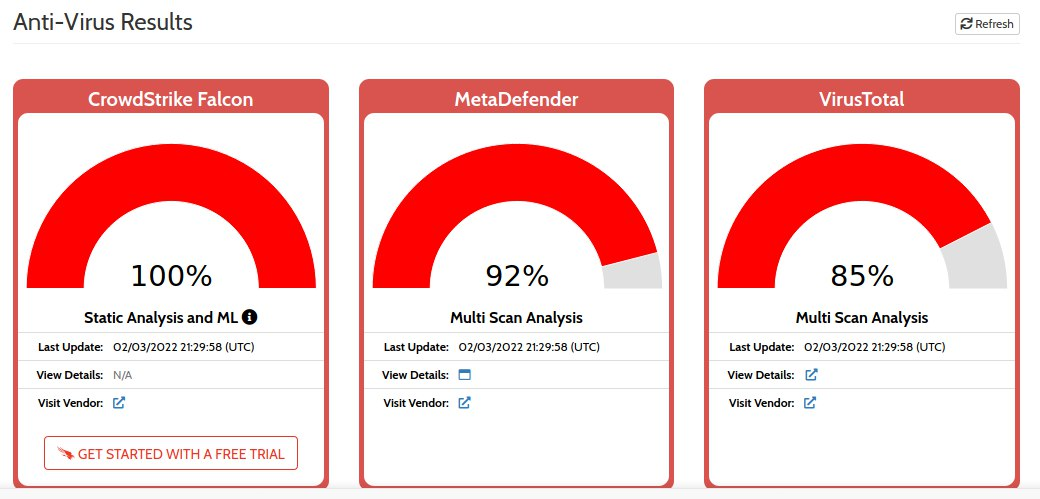 Anti-Virus Results
Refresh
CrowdStrike Falcon
100%
Static Analysis and ML
Last Update: 02/03/2022 21:29:58 (UTC)
View Details: N/A
Visit Vendor:
GET STARTED WITH A FREE TRIAL
MetaDefender
92%
Multi Scan Analysis
Last Update: 02/03/2022 21:29:58 (UTC)
View Details:
Visit Vendor:
VirusTotal
85%
Multi Scan Analysis
Last Update: 02/03/2022 21:29:58 (UTC)
View Details:
Visit Vendor: